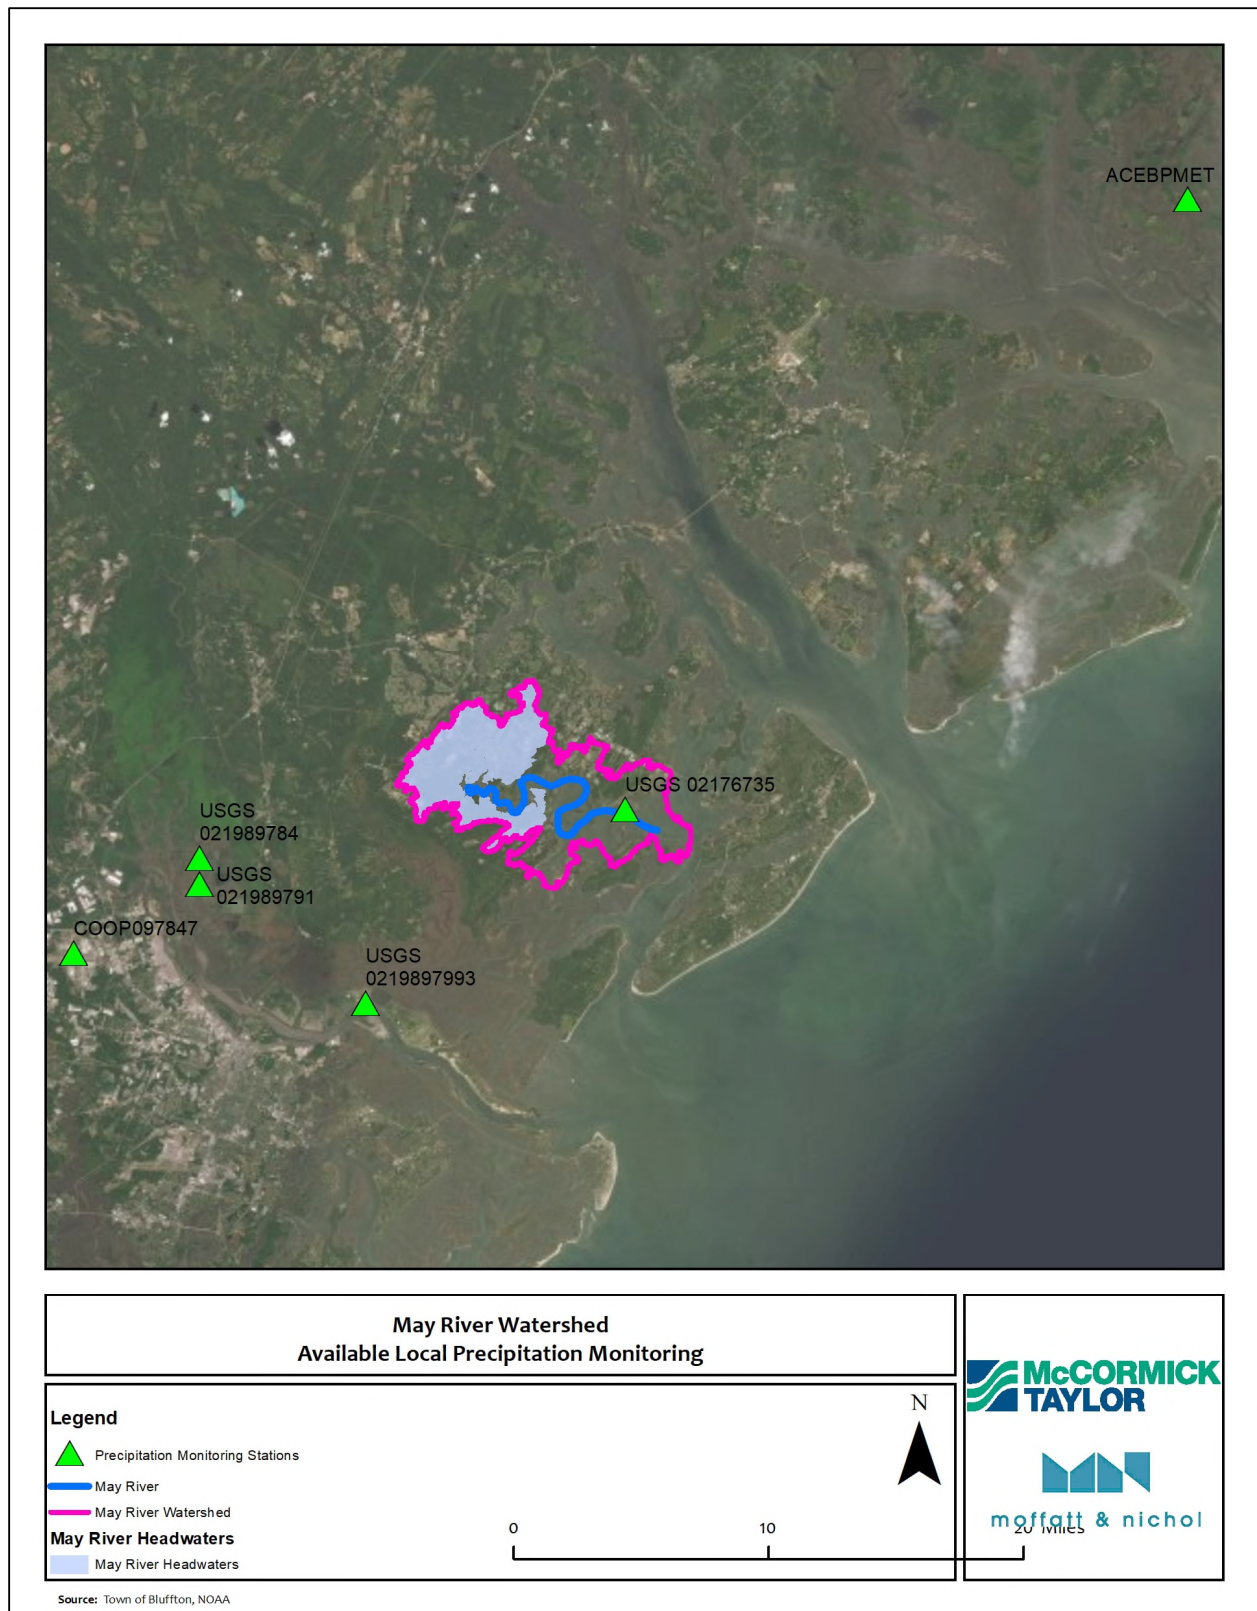 ACEBPMET
USGS 02176735
USGS
021989784
USGS
021989791
COOP097847
USGS
0219897993
May River Watershed
Available Local Precipitation Monitoring
Legend
Precipitation Monitoring Stations
May River
May River Watershed
May River Headwaters
May River Headwaters
N
0 10 20 Miles
McCORMICK
TAYLOR
moffatt & nichol
Source: Town of Bluffton, NOAA